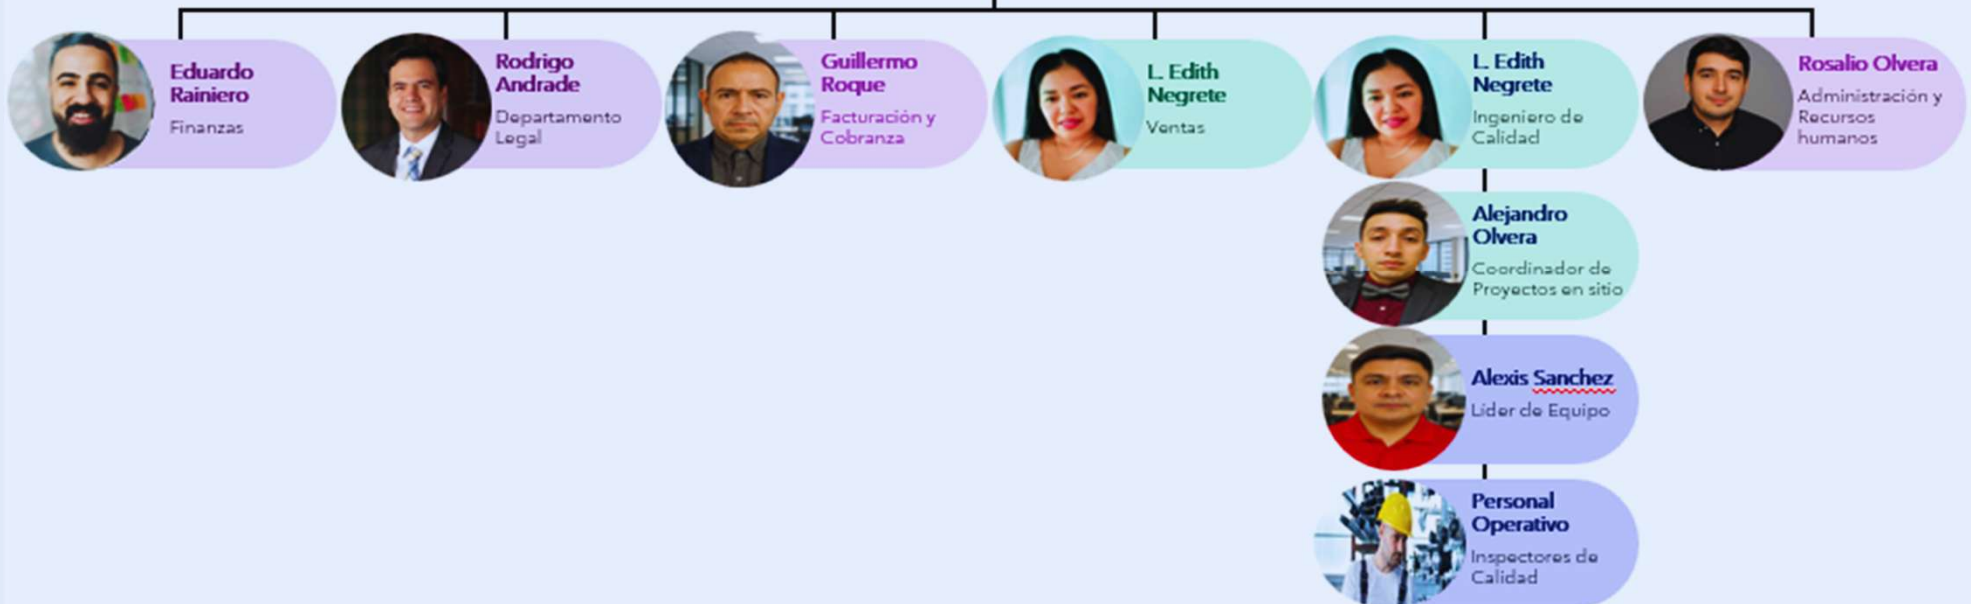 Eduardo
Rainiero
Finanzas
Rodrigo
Andrade
Departamento
Legal
Guillermo
Roque
Facturación y
Cobranza
L. Edith
Negrete
Ventas
L. Edith
Negrete
Ingeniero de
Calidad
Rosalio Olvera
Administración y
Recursos
humanos
Alejandro
Olvera
Coordinador de
Proyectos en sitio
Alexis Sanchez
Líder de Equipo
Personal
Operativo
Inspectores de
Calidad